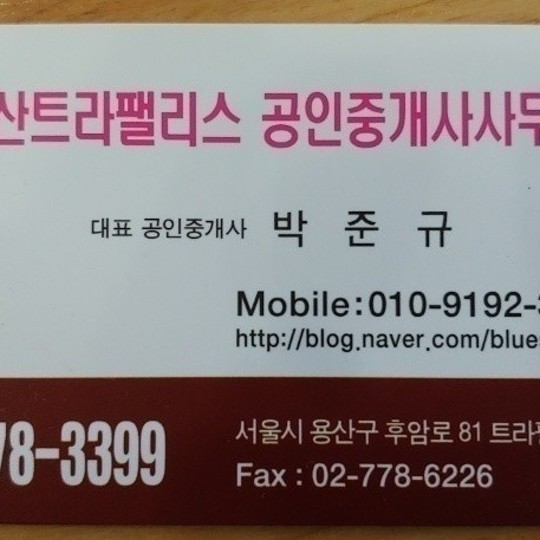 산트라팰리스 공인중개사사무
대표 공인중개사 박 준 규
Mobile:010-9192-
http://blog.naver.com/blue
78-3399
서울시 용산구 후암로 81 트라
Fax : 02-778-6226